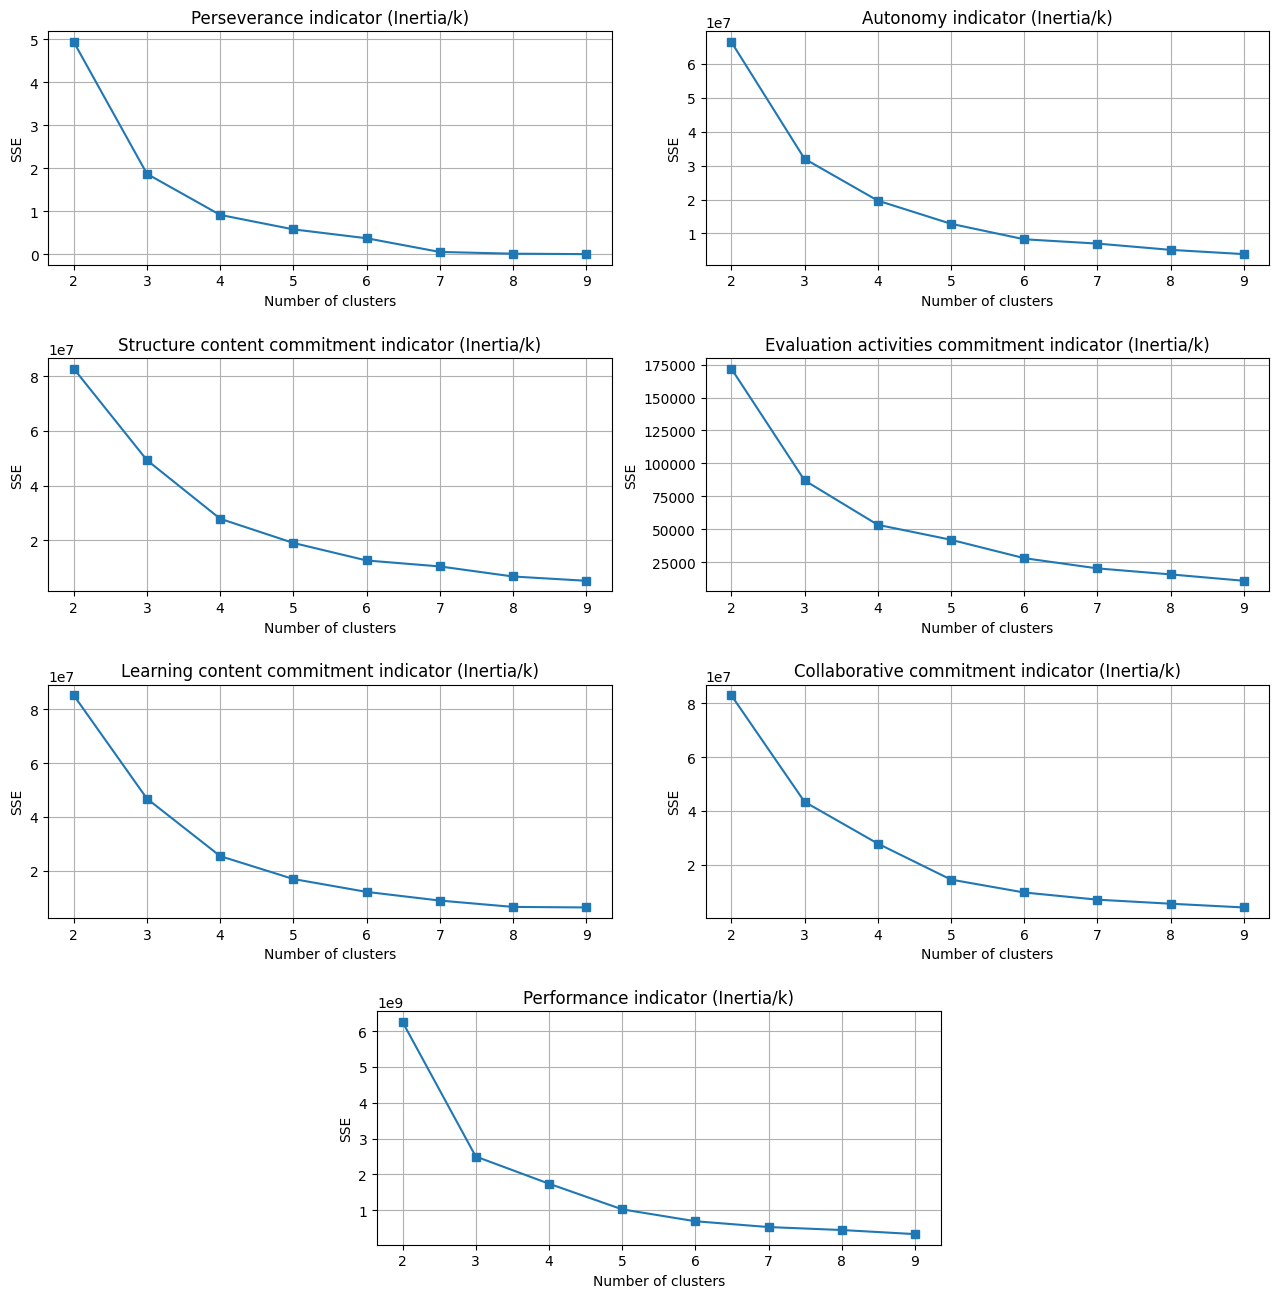 Perseverance indicator (Inertia/k)
5
4
3
2
1
0
SSE
2 3 4 5 6 7 8 9
Number of clusters
Autonomy indicator (Inertia/k)
1e7
6
5
4
3
2
1
SSE
2 3 4 5 6 7 8 9
Number of clusters
Structure content commitment indicator (Inertia/k)
1e7
8
6
4
2
SSE
2 3 4 5 6 7 8 9
Number of clusters
Evaluation activities commitment indicator (Inertia/k)
175000
150000
125000
100000
75000
50000
25000
SSE
2 3 4 5 6 7 8 9
Number of clusters
Learning content commitment indicator (Inertia/k)
1e7
8
6
4
2
SSE
2 3 4 5 6 7 8 9
Number of clusters
Collaborative commitment indicator (Inertia/k)
1e7
8
6
4
2
SSE
2 3 4 5 6 7 8 9
Number of clusters
Performance indicator (Inertia/k)
1e9
6
5
4
3
2
1
SSE
2 3 4 5 6 7 8 9
Number of clusters